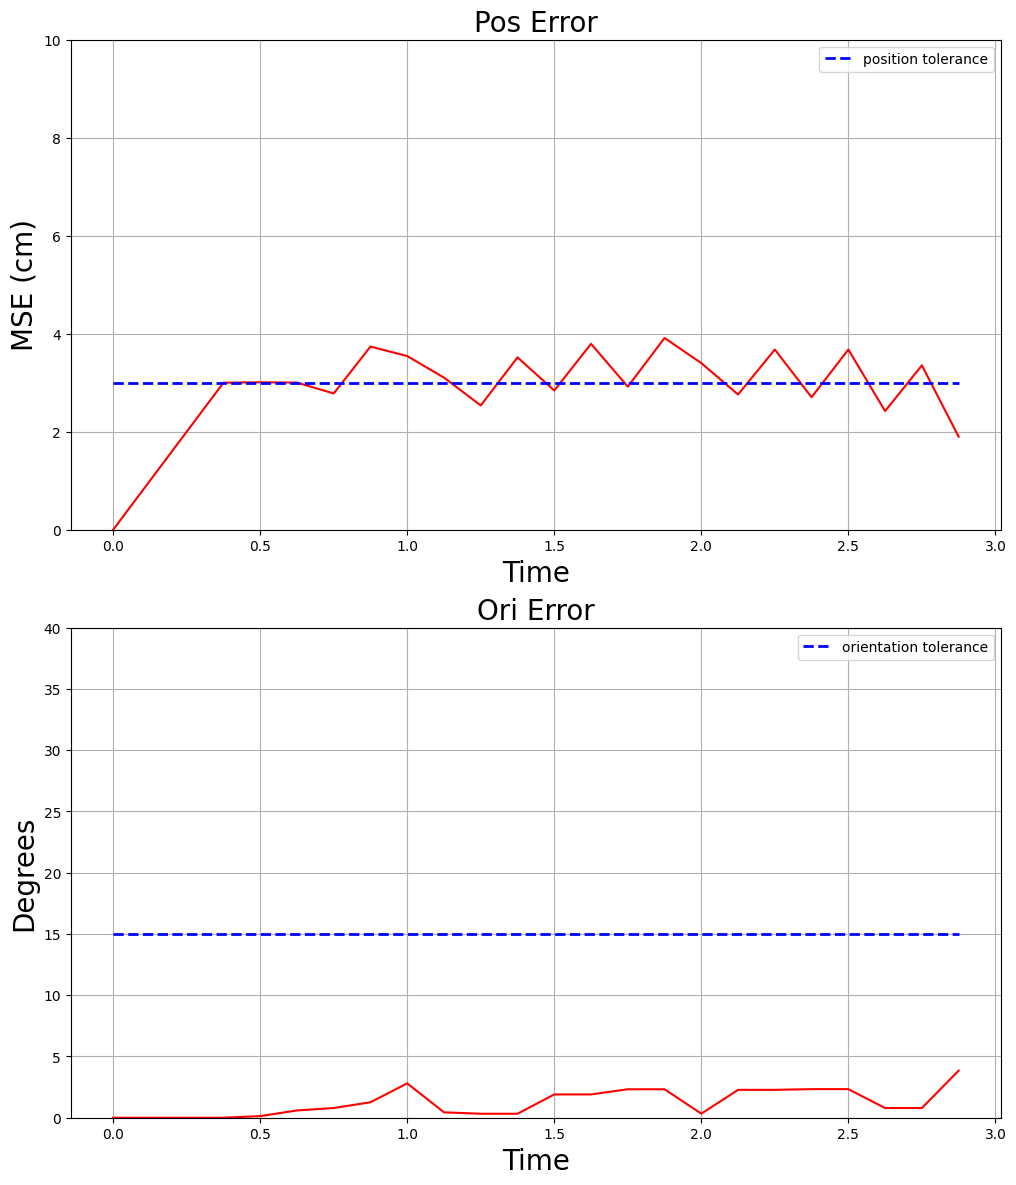 Pos Error
10
8
6
4
2
0
MSE (cm)
position tolerance
0.0 0.5 1.0 1.5 2.0 2.5 3.0
Time
Ori Error
40
35
30
25
20
15
10
5
0
Degrees
orientation tolerance
0.0 0.5 1.0 1.5 2.0 2.5 3.0
Time